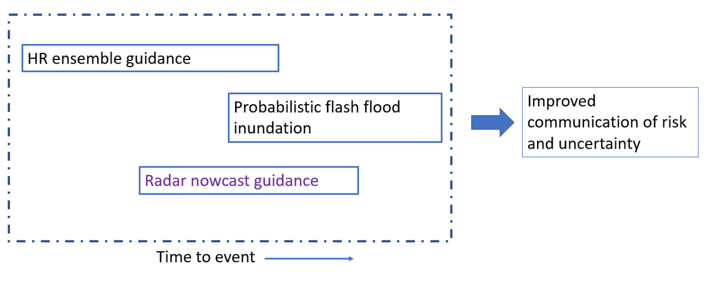 HR ensemble guidance
Probabilistic flash flood
inundation
Radar nowcast guidance
Time to event
Improved
communication of risk
and uncertainty